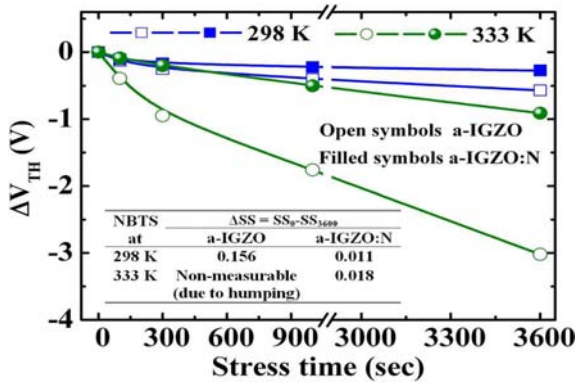 298 K 333 K
0
-1
-2
-3
-4
ΔV_TH (V)
Open symbols a-IGZO
Filled symbols a-IGZO:N
NBTS at ΔSS = SS₀-SS₃₆₀₀
a-IGZO a-IGZO:N
298 K 0.156 0.011
333 K Non-measurable 0.018
(due to humping)
0 300 600 900 3000 3300 3600
Stress time (sec)